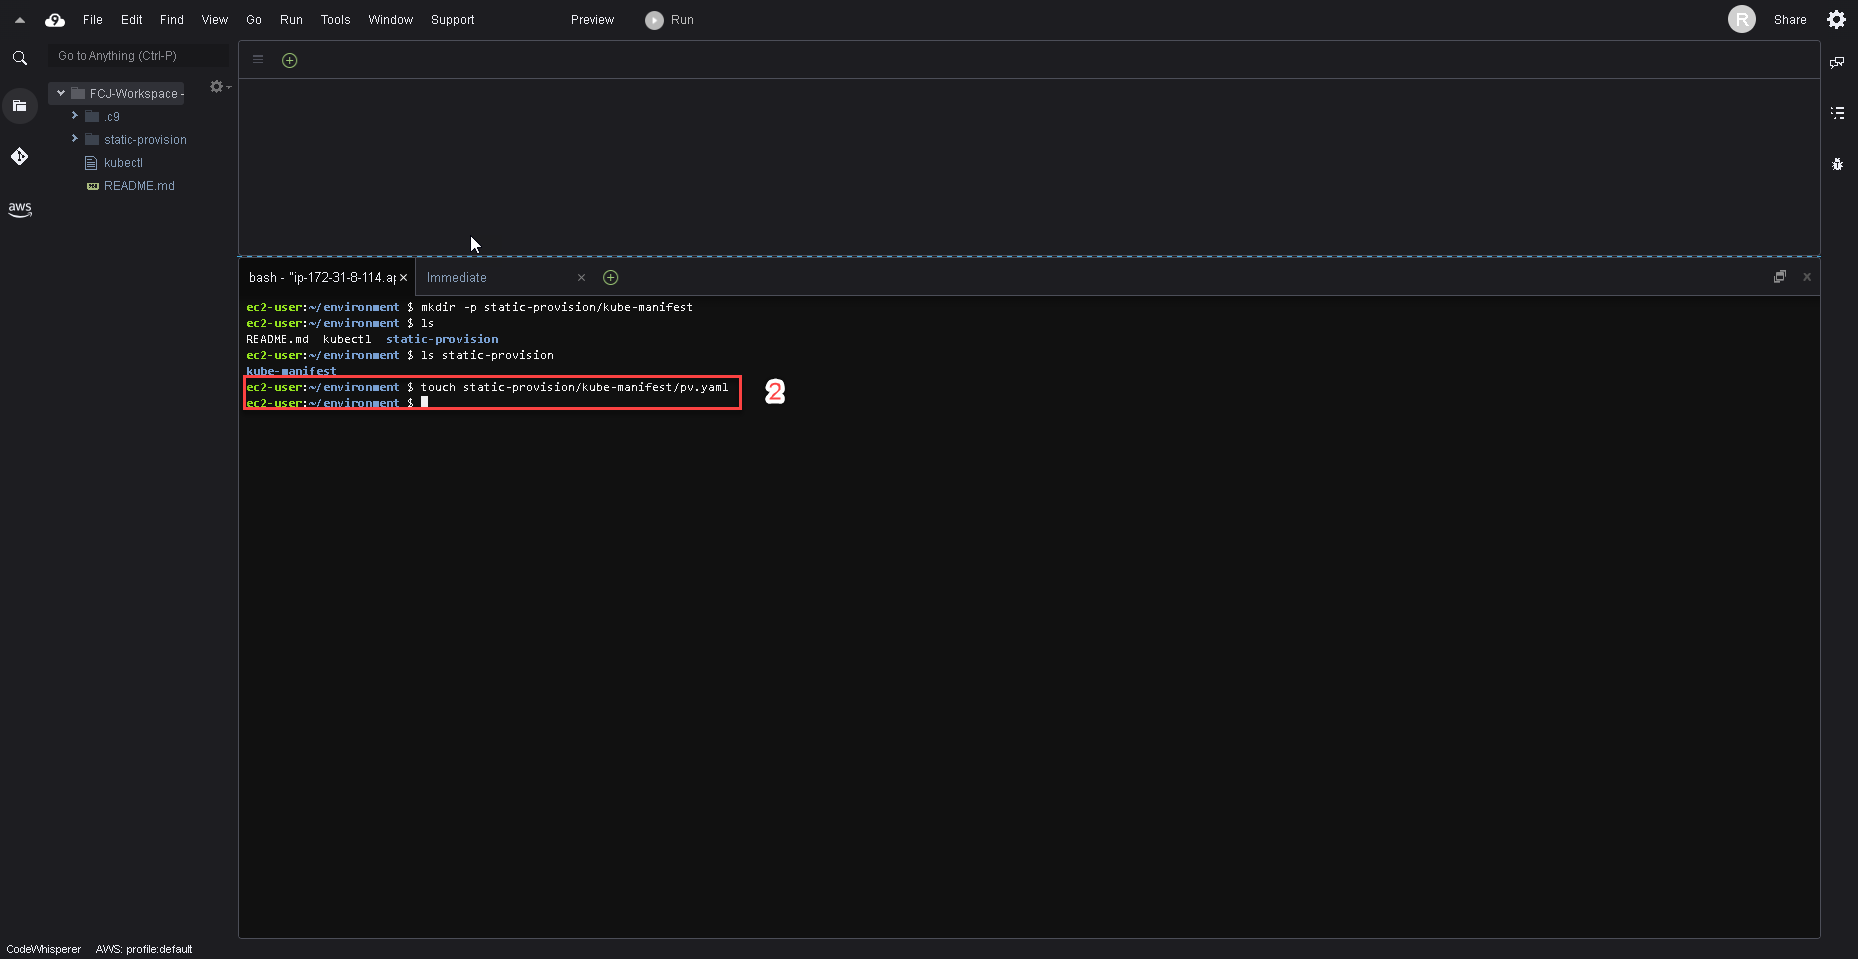 9 File Edit Find View Go Run Tools Window Support Preview Run R Share
Go to Anything (Ctrl-P)
FCJ-Workspace -
.c9
static-provision
kubectl
README.md
aws
bash - "ip-172-31-8-114.ap Immediate
ec2-user:~/environment $ mkdir -p static-provision/kube-manifest
ec2-user:~/environment $ ls
README.md kubectl static-provision
ec2-user:~/environment $ ls static-provision
kube-manifest
ec2-user:~/environment $ touch static-provision/kube-manifest/pv.yaml
ec2-user:~/environment $
2
CodeWhisperer AWS: profile:default